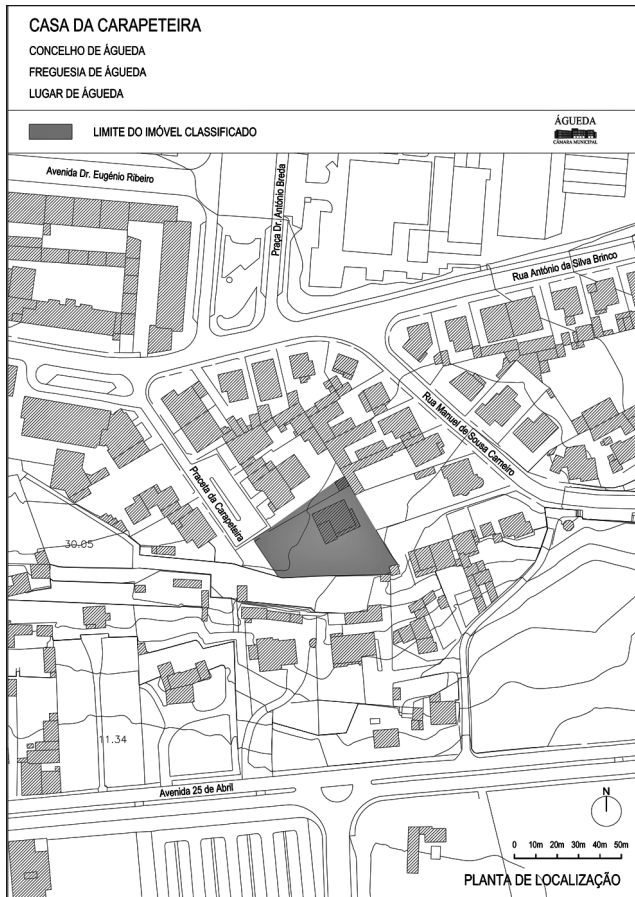 CASA DA CARAPETEIRA
CONCELHO DE ÁGUEDA
FREGUESIA DE ÁGUEDA
LUGAR DE ÁGUEDA
LIMITE DO IMÓVEL CLASSIFICADO
ÁGUEDA
CÂMARA MUNICIPAL
Avenida Dr. Eugénio Ribeiro
Praça Dr. António Breda
Rua António da Silva Brinco
Rua Manuel de Sousa Carneiro
Praceta da Carapeteira
30.05
11.34
Avenida 25 de Abril
N
0 10m 20m 30m 40m 50m
PLANTA DE LOCALIZAÇÃO